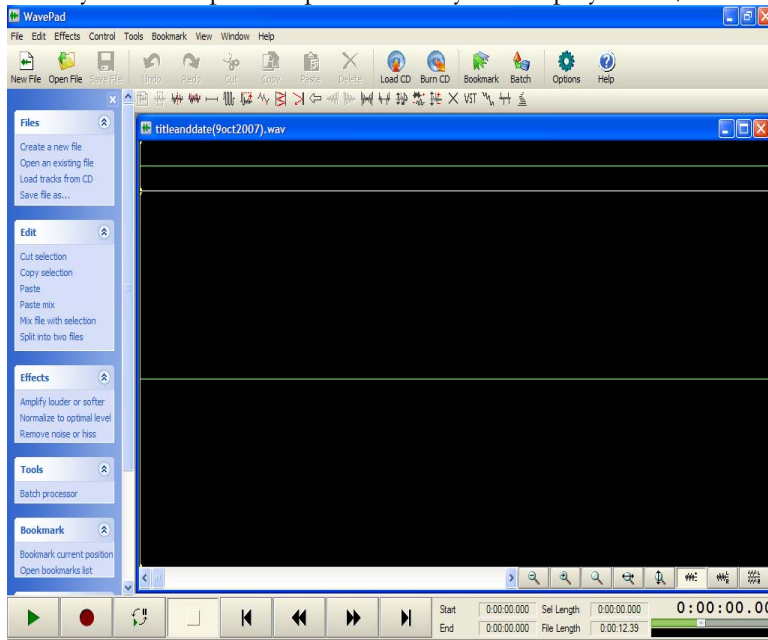 WavePad
File Edit Effects Control Tools Bookmark View Window Help
New File Open File Save File Undo Redo Cut Copy Paste Delete Load CD Burn CD Bookmark Batch Options Help
VST
Files
Create a new file
Open an existing file
Load tracks from CD
Save file as...
Edit
Cut selection
Copy selection
Paste
Paste mix
Mix file with selection
Split into two files
Effects
Amplify louder or softer
Normalize to optimal level
Remove noise or hiss
Tools
Batch processor
Bookmark
Bookmark current position
Open bookmarks list
titleanddate(9oct2007).wav
Start 0:00:00.000 Sel Length 0:00:00.000
End 0:00:00.000 File Length 0:00:12.39
0:00:00.00